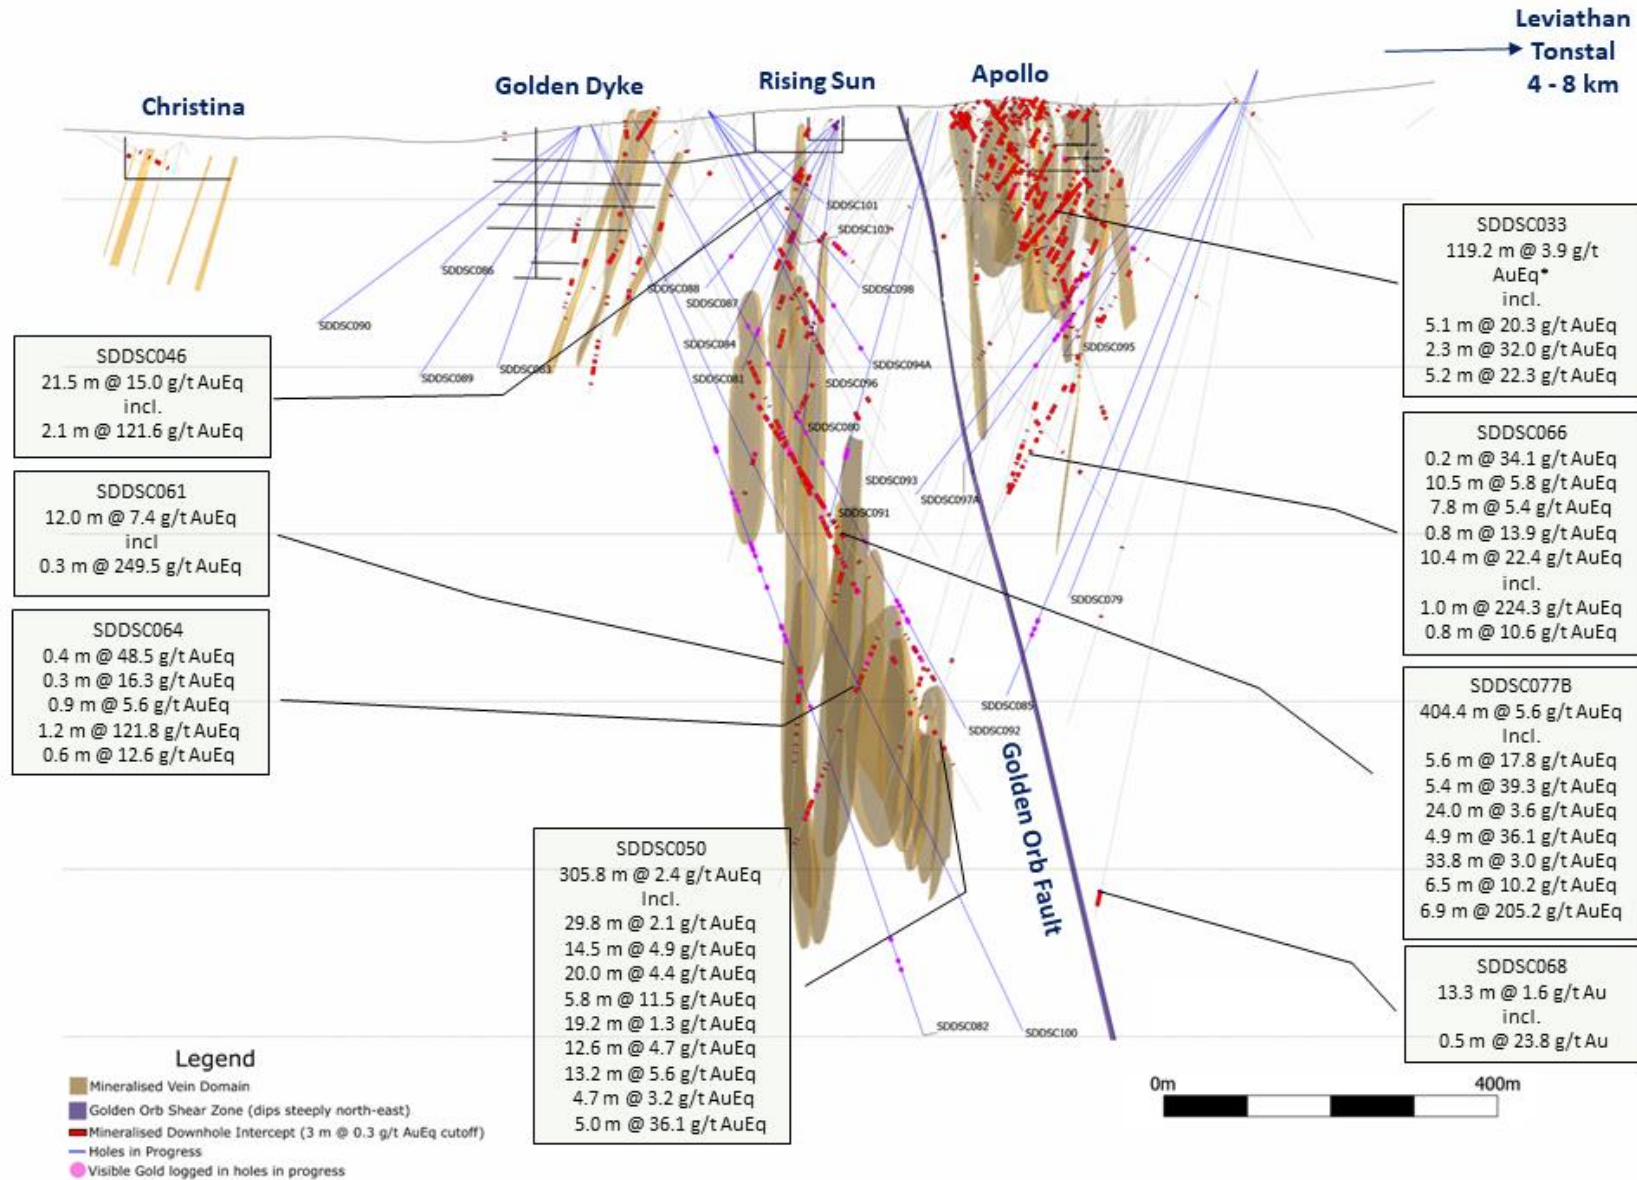 Leviathan
Tonstal
4 - 8 km
Christina
Golden Dyke
Rising Sun
Apollo
SDDSC101
SDDSC103
SDDSC086
SDDSC088
SDDSC098
SDDSC087
SDDSC090
SDDSC084
SDDSC095
SDDSC094A
SDDSC083
SDDSC089
SDDSC081
SDDSC096
SDDSC080
SDDSC093
SDDSC097A
SDDSC091
SDDSC079
SDDSC085
SDDSC092
SDDSC082
SDDSC100
Golden Orb Fault
SDDSC046
21.5 m @ 15.0 g/t AuEq
incl.
2.1 m @ 121.6 g/t AuEq
SDDSC061
12.0 m @ 7.4 g/t AuEq
incl
0.3 m @ 249.5 g/t AuEq
SDDSC064
0.4 m @ 48.5 g/t AuEq
0.3 m @ 16.3 g/t AuEq
0.9 m @ 5.6 g/t AuEq
1.2 m @ 121.8 g/t AuEq
0.6 m @ 12.6 g/t AuEq
SDDSC050
305.8 m @ 2.4 g/t AuEq
Incl.
29.8 m @ 2.1 g/t AuEq
14.5 m @ 4.9 g/t AuEq
20.0 m @ 4.4 g/t AuEq
5.8 m @ 11.5 g/t AuEq
19.2 m @ 1.3 g/t AuEq
12.6 m @ 4.7 g/t AuEq
13.2 m @ 5.6 g/t AuEq
4.7 m @ 3.2 g/t AuEq
5.0 m @ 36.1 g/t AuEq
SDDSC033
119.2 m @ 3.9 g/t
AuEq*
incl.
5.1 m @ 20.3 g/t AuEq
2.3 m @ 32.0 g/t AuEq
5.2 m @ 22.3 g/t AuEq
SDDSC066
0.2 m @ 34.1 g/t AuEq
10.5 m @ 5.8 g/t AuEq
7.8 m @ 5.4 g/t AuEq
0.8 m @ 13.9 g/t AuEq
10.4 m @ 22.4 g/t AuEq
incl.
1.0 m @ 224.3 g/t AuEq
0.8 m @ 10.6 g/t AuEq
SDDSC077B
404.4 m @ 5.6 g/t AuEq
Incl.
5.6 m @ 17.8 g/t AuEq
5.4 m @ 39.3 g/t AuEq
24.0 m @ 3.6 g/t AuEq
4.9 m @ 36.1 g/t AuEq
33.8 m @ 3.0 g/t AuEq
6.5 m @ 10.2 g/t AuEq
6.9 m @ 205.2 g/t AuEq
SDDSC068
13.3 m @ 1.6 g/t Au
incl.
0.5 m @ 23.8 g/t Au
Legend
Mineralised Vein Domain
Golden Orb Shear Zone (dips steeply north-east)
Mineralised Downhole Intercept (3 m @ 0.3 g/t AuEq cutoff)
Holes in Progress
Visible Gold logged in holes in progress
0m
400m